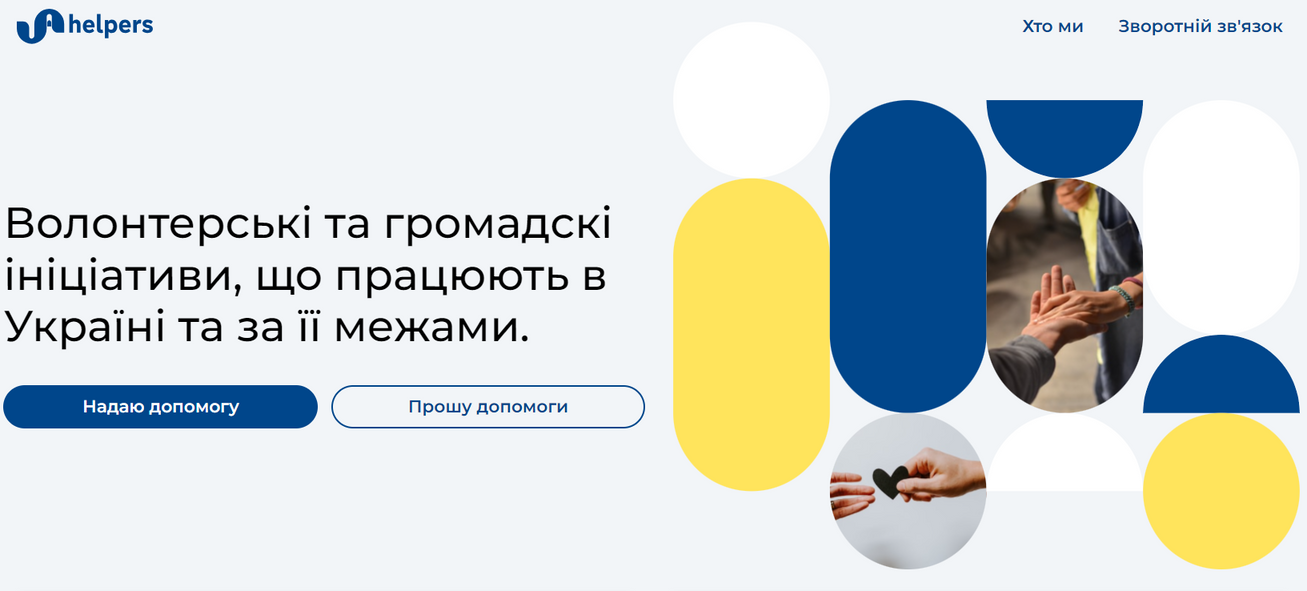 helpers
Хто ми
Зворотній зв'язок
Волонтерські та громадскі
ініціативи, що працюють в
Україні та за її межами.
Надаю допомогу
Прошу допомоги